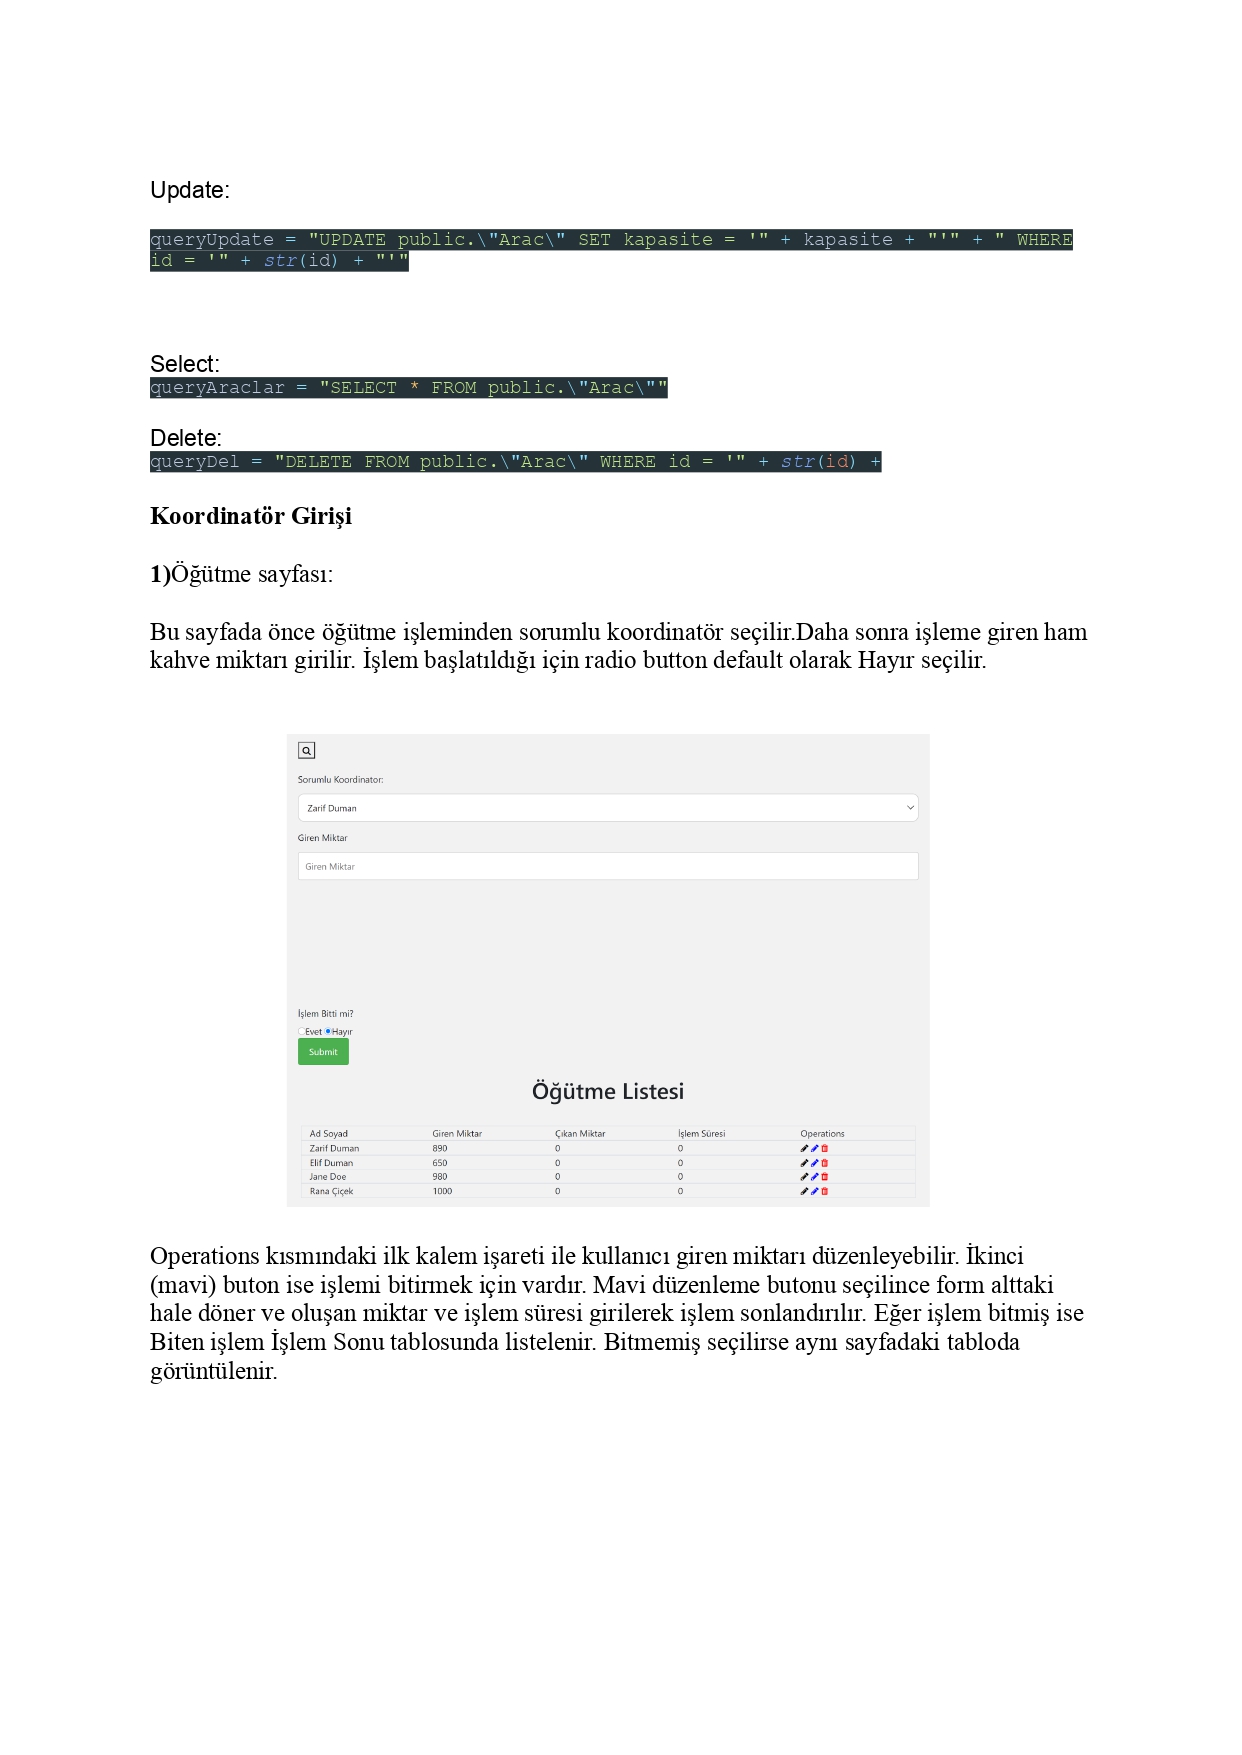 Update:
queryUpdate = "UPDATE public.\"Arac\" SET kapasite = '" + kapasite + "'" + " WHERE
id = '" + str(id) + "'"
Select:
queryAraclar = "SELECT * FROM public.\"Arac\""
Delete:
queryDel = "DELETE FROM public.\"Arac\" WHERE id = '" + str(id) +
Koordinatör Girişi
1)Öğütme sayfası:
Bu sayfada önce öğütme işleminden sorumlu koordinatör seçilir.Daha sonra işleme giren ham
kahve miktarı girilir. İşlem başlatıldığı için radio button default olarak Hayır seçilir.
Sorumlu Koordinator:
Zarif Duman
Giren Miktar
Giren Miktar
İşlem Bitti mi?
Evet Hayır
Submit
Öğütme Listesi
Ad Soyad Giren Miktar Çıkan Miktar İşlem Süresi Operations
Zarif Duman 890 0 0
Elif Duman 650 0 0
Jane Doe 980 0 0
Rana Çiçek 1000 0 0
Operations kısmındaki ilk kalem işareti ile kullanıcı giren miktarı düzenleyebilir. İkinci
(mavi) buton ise işlemi bitirmek için vardır. Mavi düzenleme butonu seçilince form alttaki
hale döner ve oluşan miktar ve işlem süresi girilerek işlem sonlandırılır. Eğer işlem bitmiş ise
Biten işlem İşlem Sonu tablosunda listelenir. Bitmemiş seçilirse aynı sayfadaki tabloda
görüntülenir.